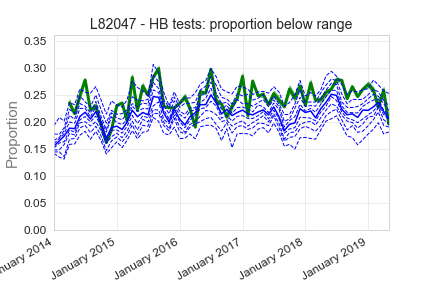 L82047 - HB tests: proportion below range
Proportion
0.35
0.30
0.25
0.20
0.15
0.10
0.05
0.00
January 2015
January 2016
January 2017
January 2018
January 2019